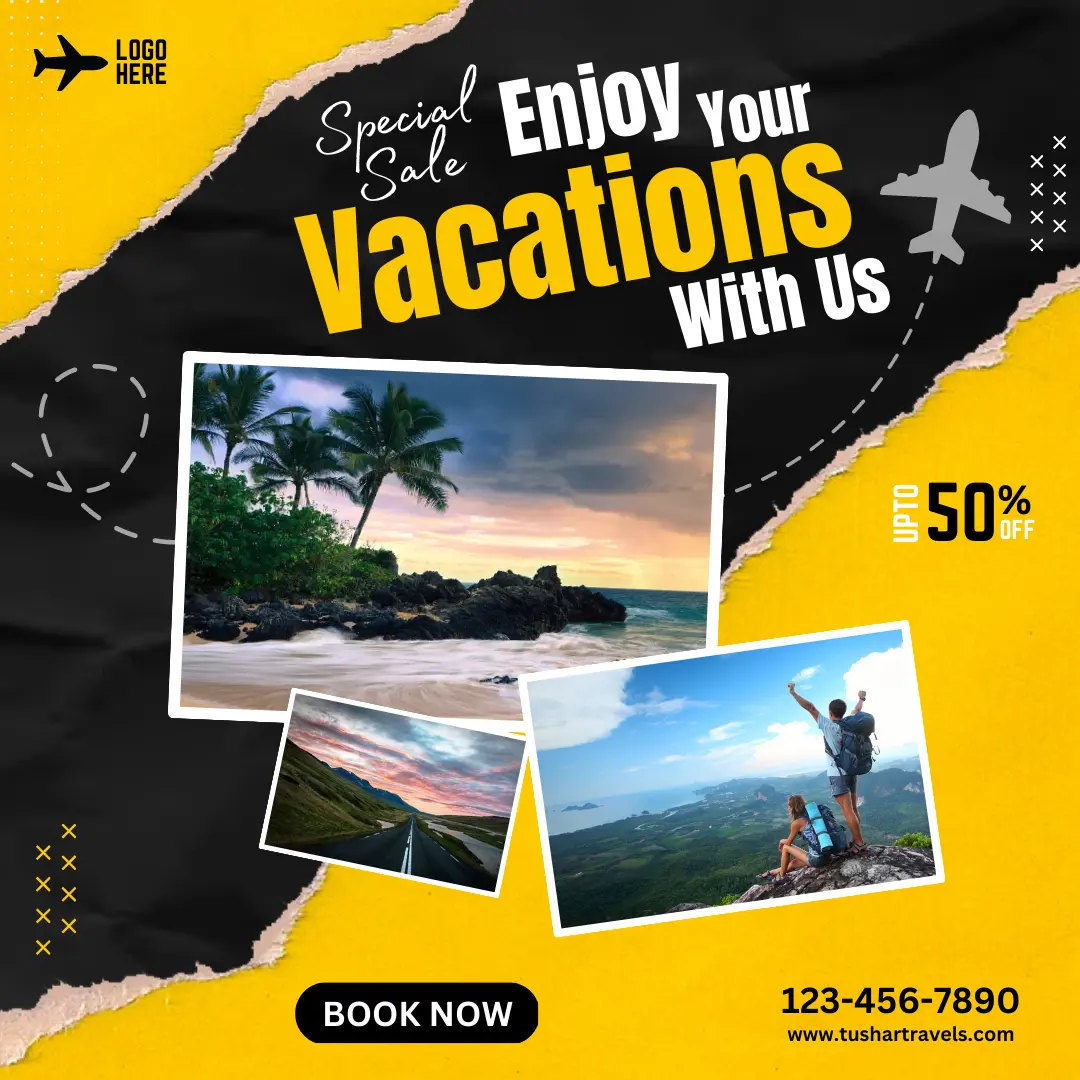 LOGO
HERE
Special
Sale
Enjoy Your
Vacations
With Us
UPTO 50% OFF
BOOK NOW
123-456-7890
www.tushartravels.com